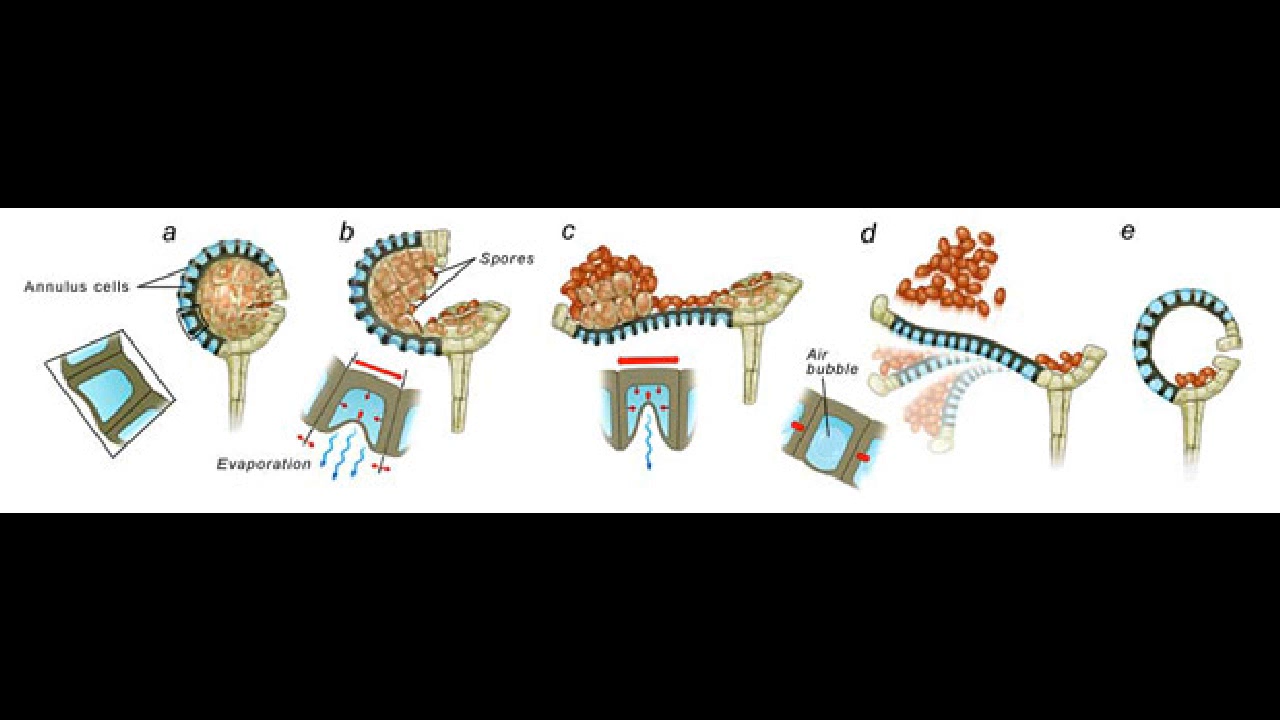 a
b
c
d
e
Annulus cells
Spores
Evaporation
Air
bubble